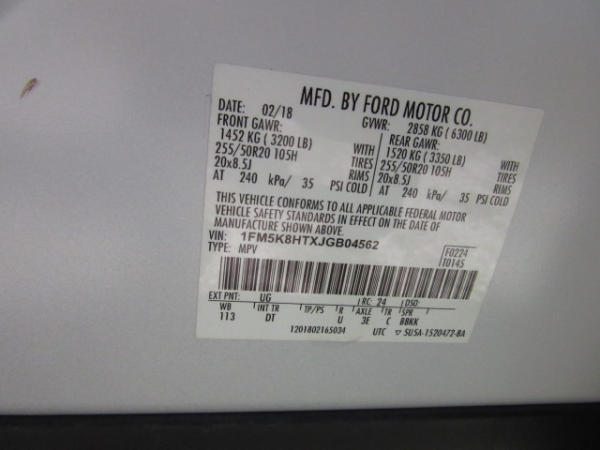 MFD. BY FORD MOTOR CO.
DATE: 02/18 GVWR: 2858 KG ( 6300 LB)
FRONT GAWR: REAR GAWR:
1452 KG ( 3200 LB) WITH 1520 KG ( 3350 LB) WITH
255/50R20 105H TIRES 255/50R20 105H TIRES
20x8.5J RIMS 20x8.5J RIMS
AT 240 kPa/ 35 PSI COLD AT 240 kPa/ 35 PSI COLD
THIS VEHICLE CONFORMS TO ALL APPLICABLE FEDERAL MOTOR
VEHICLE SAFETY STANDARDS IN EFFECT ON THE DATE OF
MANUFACTURE SHOWN ABOVE.
VIN: 1FM5K8HTXJGB04562 F0224
TYPE: MPV T0145
EXT PNT: UG RC: 24 DSO:
WB INT TR TP/PS R AXLE TR SPR
113 DT U 3E C BBKK
1201802165034 UTC ▽ 5U5A-1520472-BA